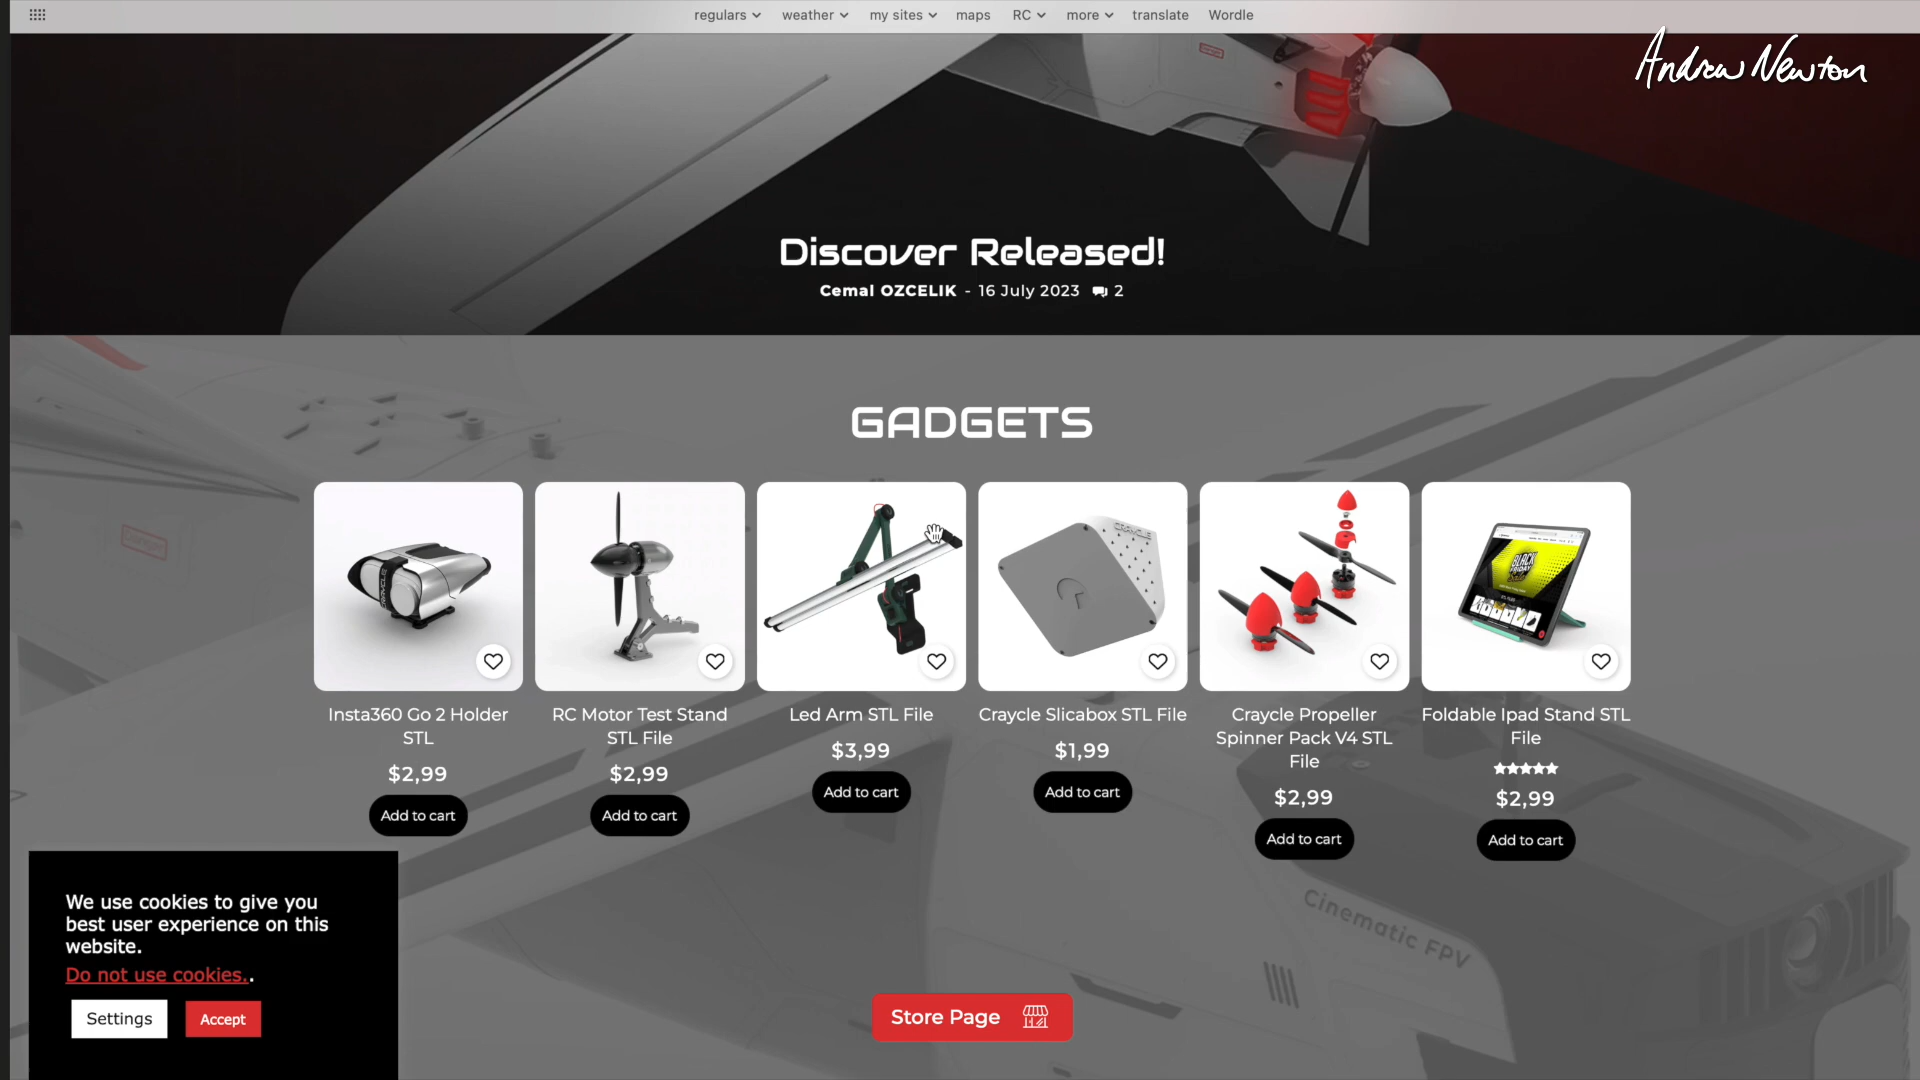 regulars weather my sites maps RC more translate Wordle
Andrew Newton
Discover Released!
Cemal OZCELIK - 16 July 2023 2
GADGETS
CRAYCLE
BLACK FRIDAY
Insta360 Go 2 Holder
STL
$2,99
Add to cart
RC Motor Test Stand
STL File
$2,99
Add to cart
Led Arm STL File
$3,99
Add to cart
Craycle Slicabox STL File
$1,99
Add to cart
Craycle Propeller
Spinner Pack V4 STL
File
$2,99
Add to cart
Foldable Ipad Stand STL
File
$2,99
Add to cart
Cinematic FPV
We use cookies to give you
best user experience on this
website.
Do not use cookies..
Settings Accept
Store Page